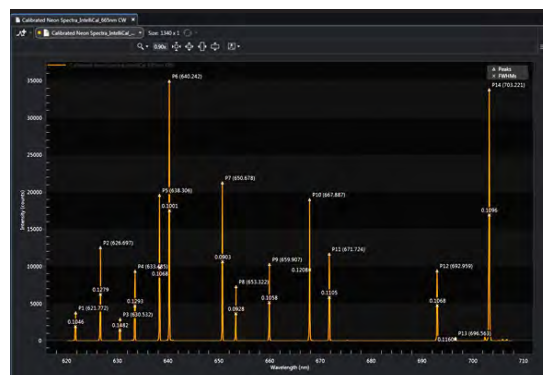 Calibrated Neon Spectra_IntelliCal_665nm CW
Calibrated Neon Spectra_IntelliCal_... Size: 1340 x 1
0.90x
Peaks
FWHMs
P6 (640.242)
P14 (703.221)
P7 (650.678)
P5 (638.306)
P10 (667.887)
0.1001
0.1096
P2 (626.697)
P11 (671.726)
0.0903
P9 (659.907)
P4 (633.485)
0.1068
0.1208
P12 (692.959)
P8 (653.322)
0.1279
0.1293
0.1105
0.1058
0.1068
P1 (621.772)
P3 (630.532)
0.0928
0.1046
0.1482
0.1160
P13 (696.563)
Intensity (counts)
35000
30000
25000
20000
15000
10000
5000
0
620 630 640 650 660 670 680 690 700 710
Wavelength (nm)